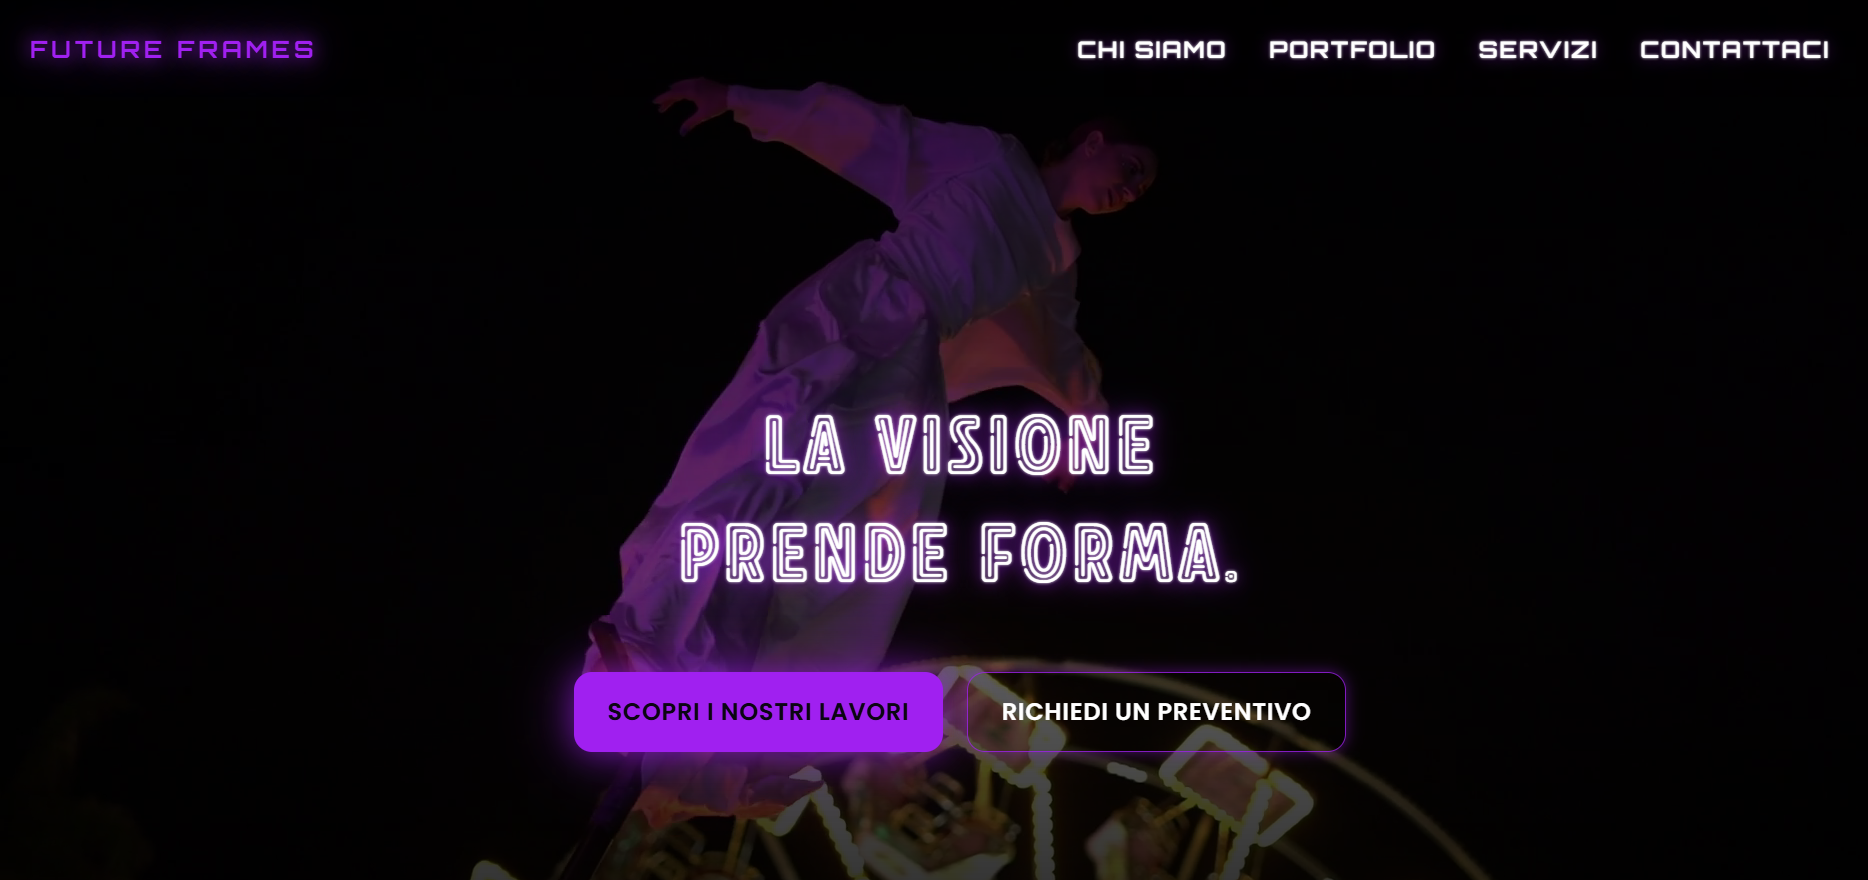 FUTURE FRAMES
CHI SIAMO PORTFOLIO SERVIZI CONTATTACI
LA VISIONE
PRENDE FORMA.
SCOPRI I NOSTRI LAVORI
RICHIEDI UN PREVENTIVO